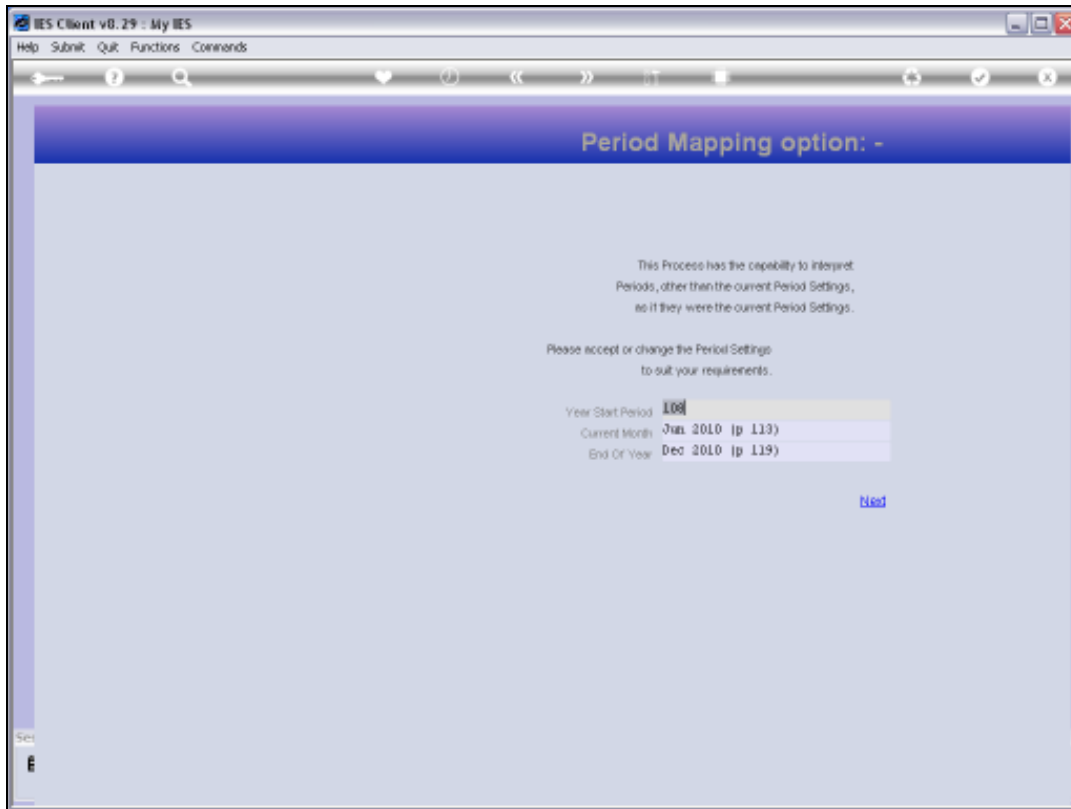 IES Client v8.29 : My IES
Help Submit Quit Functions Commands
Period Mapping option: -
This Process has the capability to interpret
Periods, other than the current Period Settings,
as if they were the current Period Settings.
Please accept or change the Period Settings
to suit your requirements.
Year Start Period 108
Current Month Jun 2010 (p 113)
End Of Year Dec 2010 (p 119)
Next
Ses